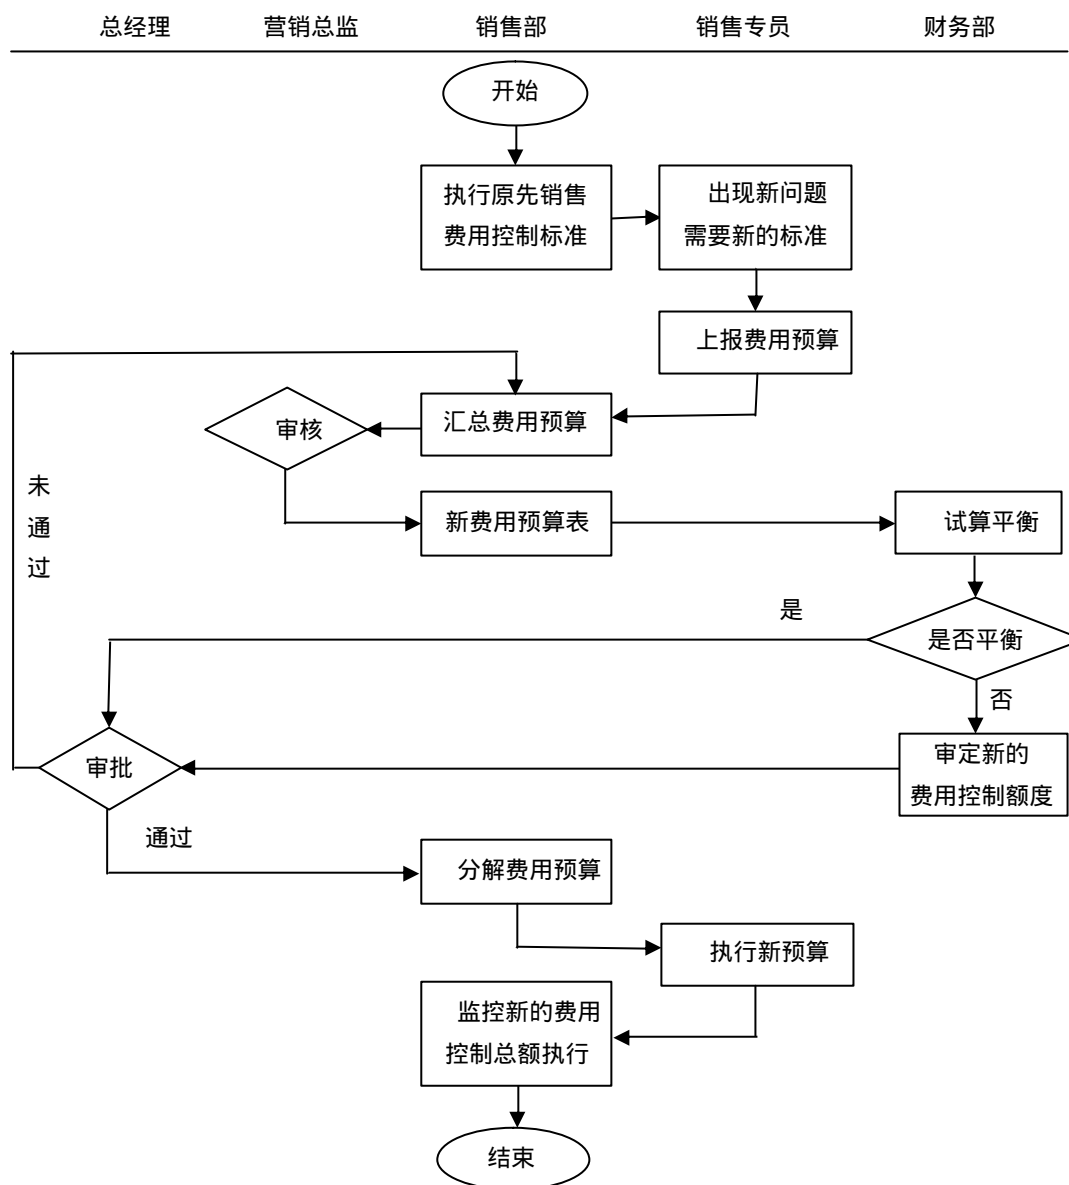 总经理 营销总监 销售部 销售专员 财务部
开始
执行原先销售
费用控制标准
出现新问题
需要新的标准
上报费用预算
汇总费用预算
审核
未
通
过
新费用预算表
试算平衡
是
是否平衡
否
审定新的
费用控制额度
审批
通过
分解费用预算
执行新预算
监控新的费用
控制总额执行
结束